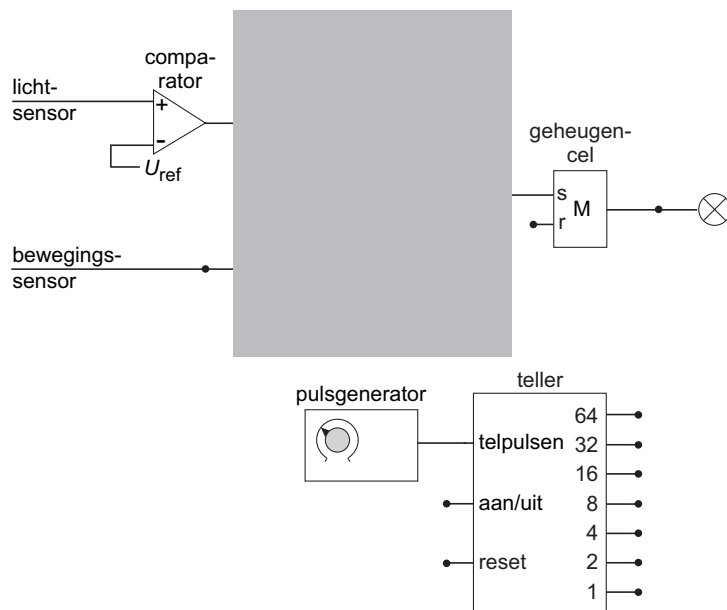 compa-
rator
licht-
sensor
+
-
U ref
geheugen-
cel
s
M
r
bewegings-
sensor
pulsgenerator
teller
telpulsen
aan/uit
reset
64
32
16
8
4
2
1